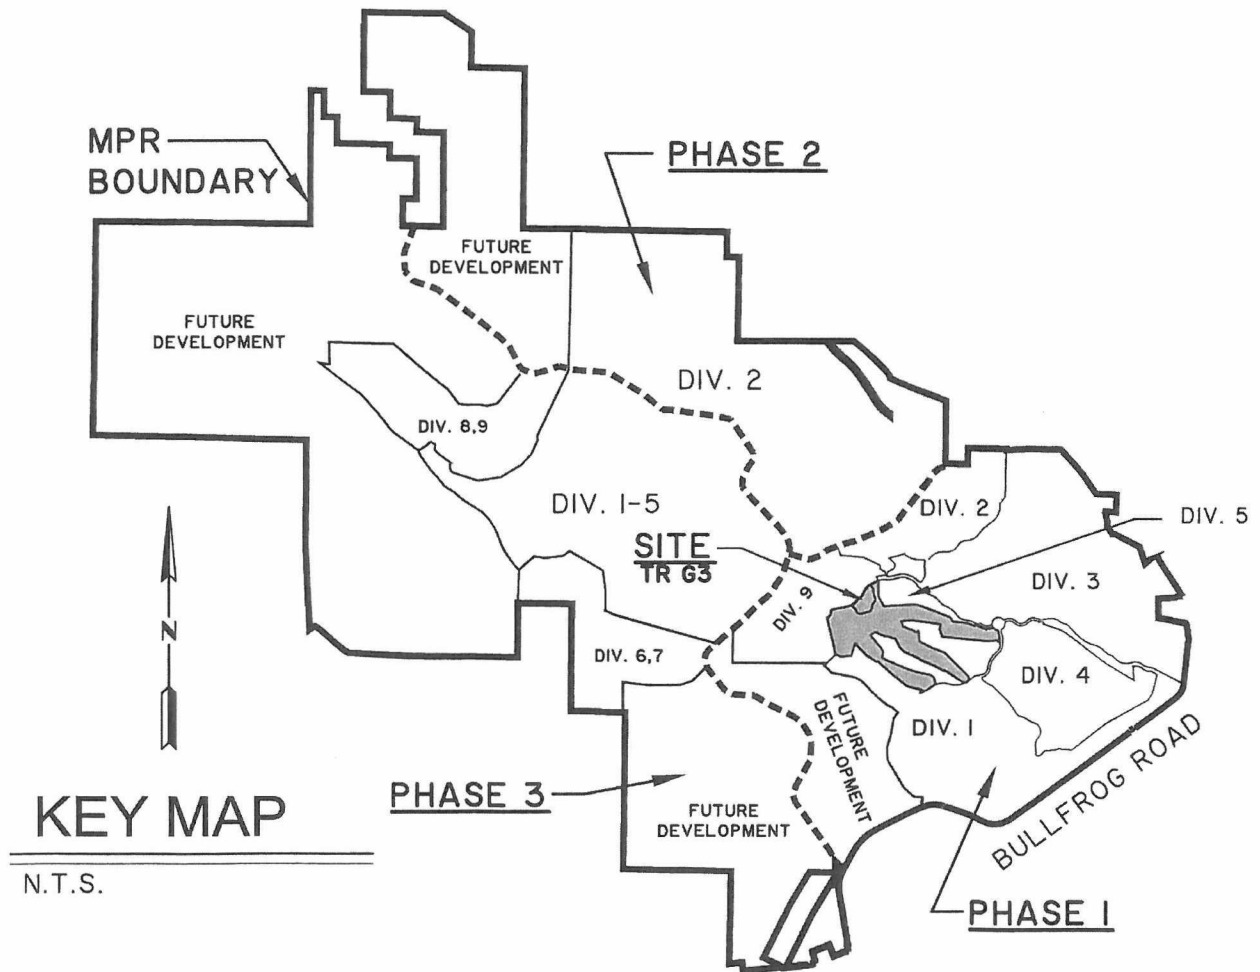 MPR
BOUNDARY
PHASE 2
FUTURE
DEVELOPMENT
FUTURE
DEVELOPMENT
DIV. 2
DIV. 8,9
DIV. 1-5
DIV. 2
DIV. 5
SITE
TR G3
DIV. 9
DIV. 3
N
DIV. 6,7
DIV. 4
FUTURE
DEVELOPMENT
DIV. 1
BULLFROG ROAD
PHASE 3
FUTURE
DEVELOPMENT
KEY MAP
N.T.S.
PHASE 1